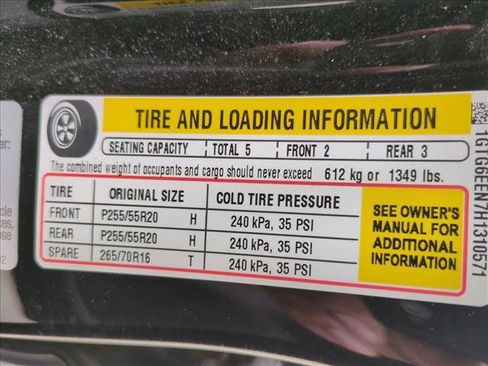 TIRE AND LOADING INFORMATION
SEATING CAPACITY TOTAL 5 FRONT 2 REAR 3
The combined weight of occupants and cargo should never exceed 612 kg or 1349 lbs.
TIRE ORIGINAL SIZE COLD TIRE PRESSURE
FRONT P255/55R20 H 240 kPa, 35 PSI
REAR P255/55R20 H 240 kPa, 35 PSI
SPARE 265/70R16 T 240 kPa, 35 PSI
SEE OWNER'S
MANUAL FOR
ADDITIONAL
INFORMATION
1GTG6EEN7H1310571